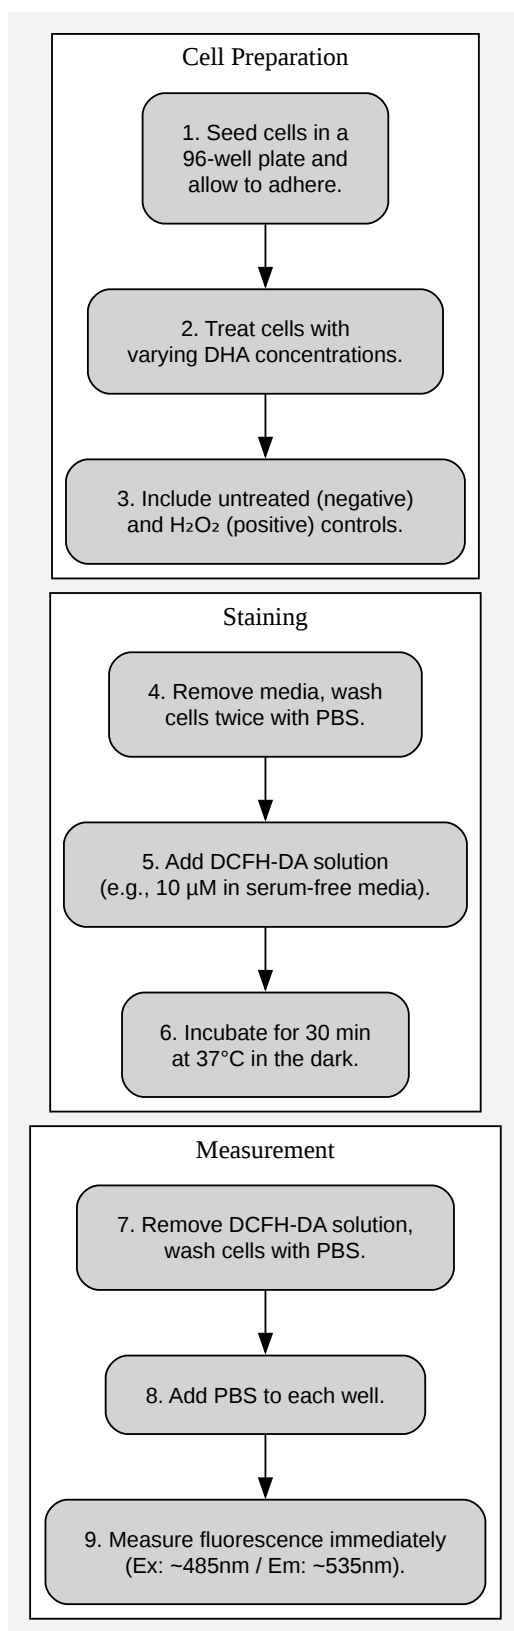 Cell Preparation
1. Seed cells in a
96-well plate and
allow to adhere.
2. Treat cells with
varying DHA concentrations.
3. Include untreated (negative)
and H₂O₂ (positive) controls.
Staining
4. Remove media, wash
cells twice with PBS.
5. Add DCFH-DA solution
(e.g., 10 µM in serum-free media).
6. Incubate for 30 min
at 37°C in the dark.
Measurement
7. Remove DCFH-DA solution,
wash cells with PBS.
8. Add PBS to each well.
9. Measure fluorescence immediately
(Ex: ~485nm / Em: ~535nm).